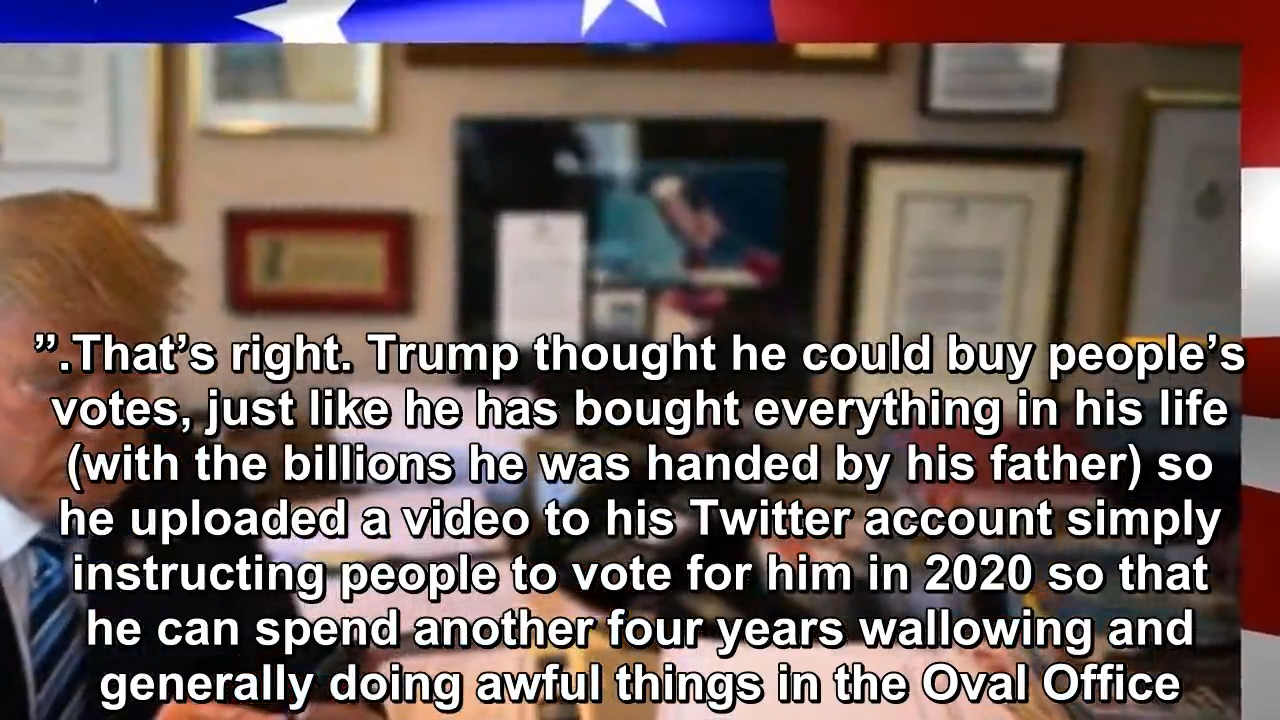 ”.That’s right. Trump thought he could buy people’s
votes, just like he has bought everything in his life
(with the billions he was handed by his father) so
he uploaded a video to his Twitter account simply
instructing people to vote for him in 2020 so that
he can spend another four years wallowing and
generally doing awful things in the Oval Office